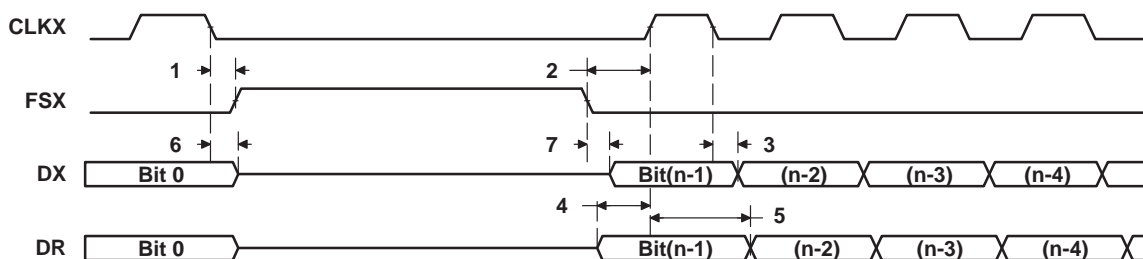 CLKX
1 2
FSX
6 7 3
DX Bit 0 Bit(n-1) (n-2) (n-3) (n-4)
4 5
DR Bit 0 Bit(n-1) (n-2) (n-3) (n-4)